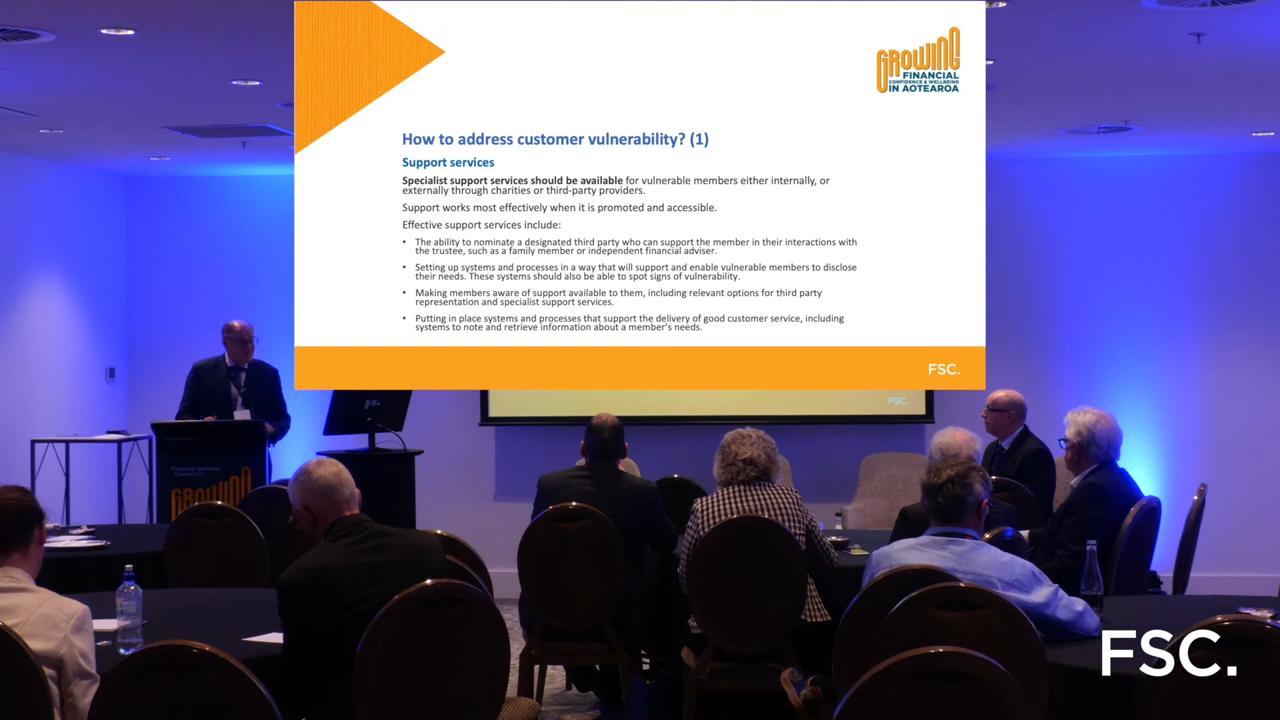 GROWING
FINANCIAL
CONFIDENCE & WELLBEING
IN AOTEAROA
How to address customer vulnerability? (1)
Support services
Specialist support services should be available for vulnerable members either internally, or
externally through charities or third-party providers.
Support works most effectively when it is promoted and accessible.
Effective support services include:
• The ability to nominate a designated third party who can support the member in their interactions with
the trustee, such as a family member or independent financial adviser.
• Setting up systems and processes in a way that will support and enable vulnerable members to disclose
their needs. These systems should also be able to spot signs of vulnerability.
• Making members aware of support available to them, including relevant options for third party
representation and specialist support services.
• Putting in place systems and processes that support the delivery of good customer service, including
systems to note and retrieve information about a member's needs.
FSC.
FSC.
Financial Services
Council
GROWING
FSC.